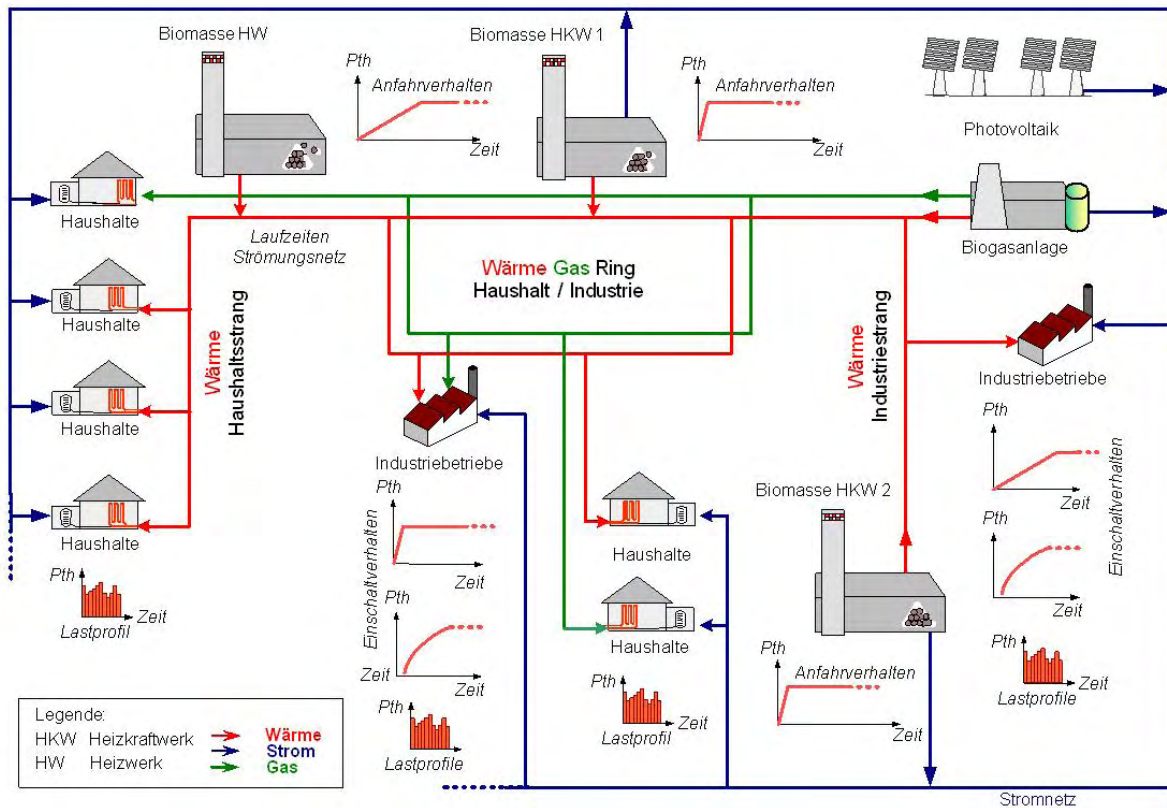 Biomasse HW
Pth
Anfahrverhalten
Zeit
Biomasse HKW 1
Pth
Anfahrverhalten
Zeit
Photovoltaik
Biogasanlage
Haushalte
Laufzeiten
Strömungsnetz
Wärme Gas Ring
Haushalt / Industrie
Haushalte
Haushalte
Haushalte
Wärme
Haushaltsstrang
Pth
Zeit
Lastprofil
Industriebetriebe
Einschaltverhalten
Pth
Zeit
Pth
Zeit
Zeit
Pth
Zeit
Lastprofile
Haushalte
Haushalte
Pth
Zeit
Lastprofil
Wärme
Industriestrang
Biomasse HKW 2
Pth
Anfahrverhalten
Zeit
Industriebetriebe
Pth
Zeit
Einschaltverhalten
Pth
Zeit
Pth
Zeit
Lastprofile
Legende:
HKW Heizkraftwerk
HW Heizwerk
Wärme
Strom
Gas
Stromnetz